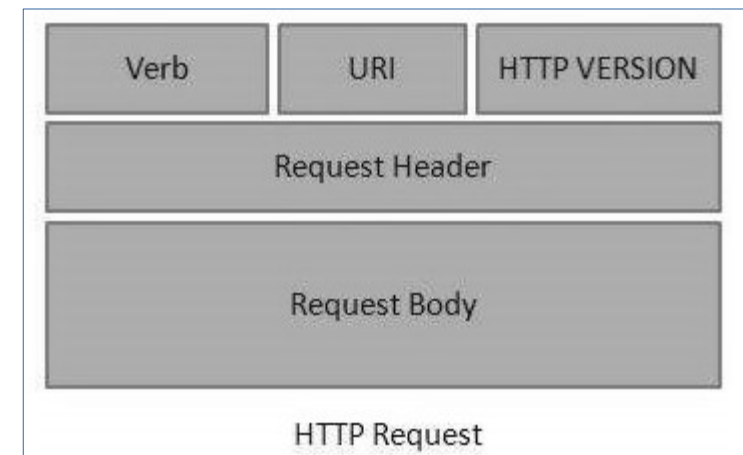 Verb URI HTTP VERSION
Request Header
Request Body
HTTP Request